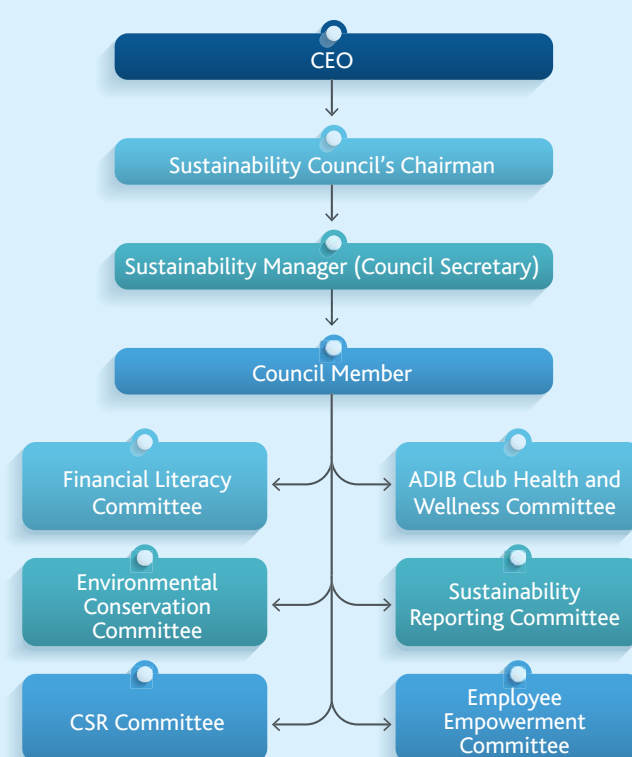 CEO
Sustainability Council’s Chairman
Sustainability Manager (Council Secretary)
Council Member
Financial Literacy
Committee
ADIB Club Health and
Wellness Committee
Environmental
Conservation
Committee
Sustainability
Reporting Committee
CSR Committee
Employee
Empowerment
Committee